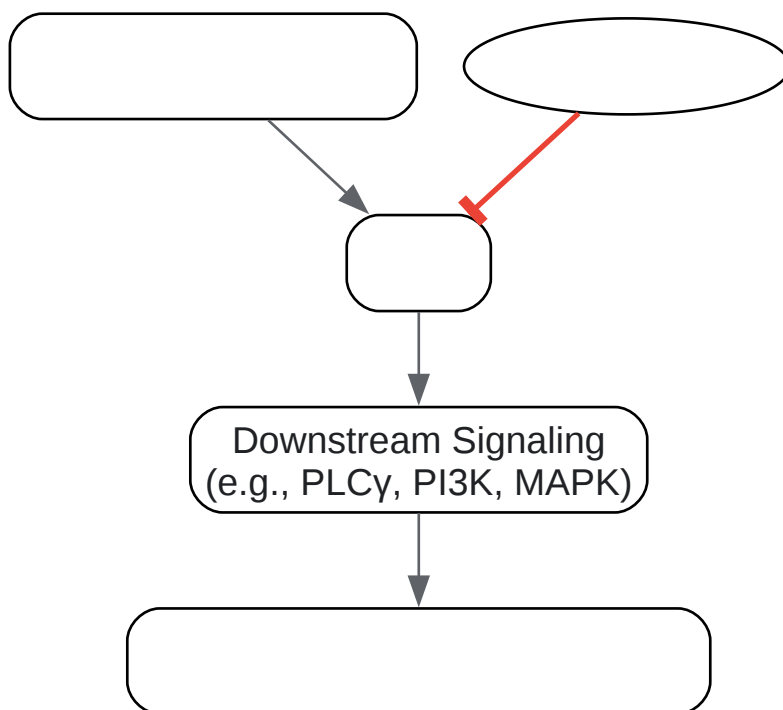 Downstream Signaling
(e.g., PLCγ, PI3K, MAPK)